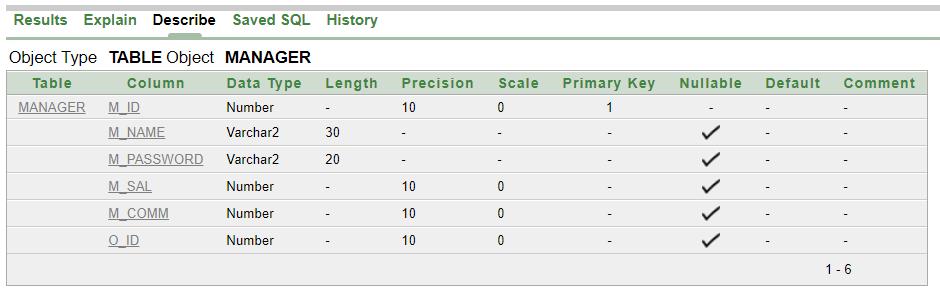 Results Explain Describe Saved SQL History
Object Type TABLE Object MANAGER
Table Column Data Type Length Precision Scale Primary Key Nullable Default Comment
MANAGER M_ID Number - 10 0 1 - - -
M_NAME Varchar2 30 - - - ✓ - -
M_PASSWORD Varchar2 20 - - - ✓ - -
M_SAL Number - 10 0 - ✓ - -
M_COMM Number - 10 0 - ✓ - -
O_ID Number - 10 0 - ✓ - -
1 - 6